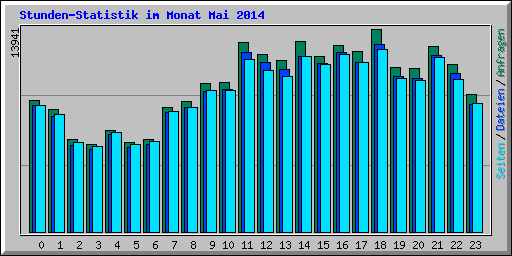 Stunden-Statistik im Monat Mai 2014
13941
Seiten / Dateien / Anfragen
0 1 2 3 4 5 6 7 8 9 10 11 12 13 14 15 16 17 18 19 20 21 22 23